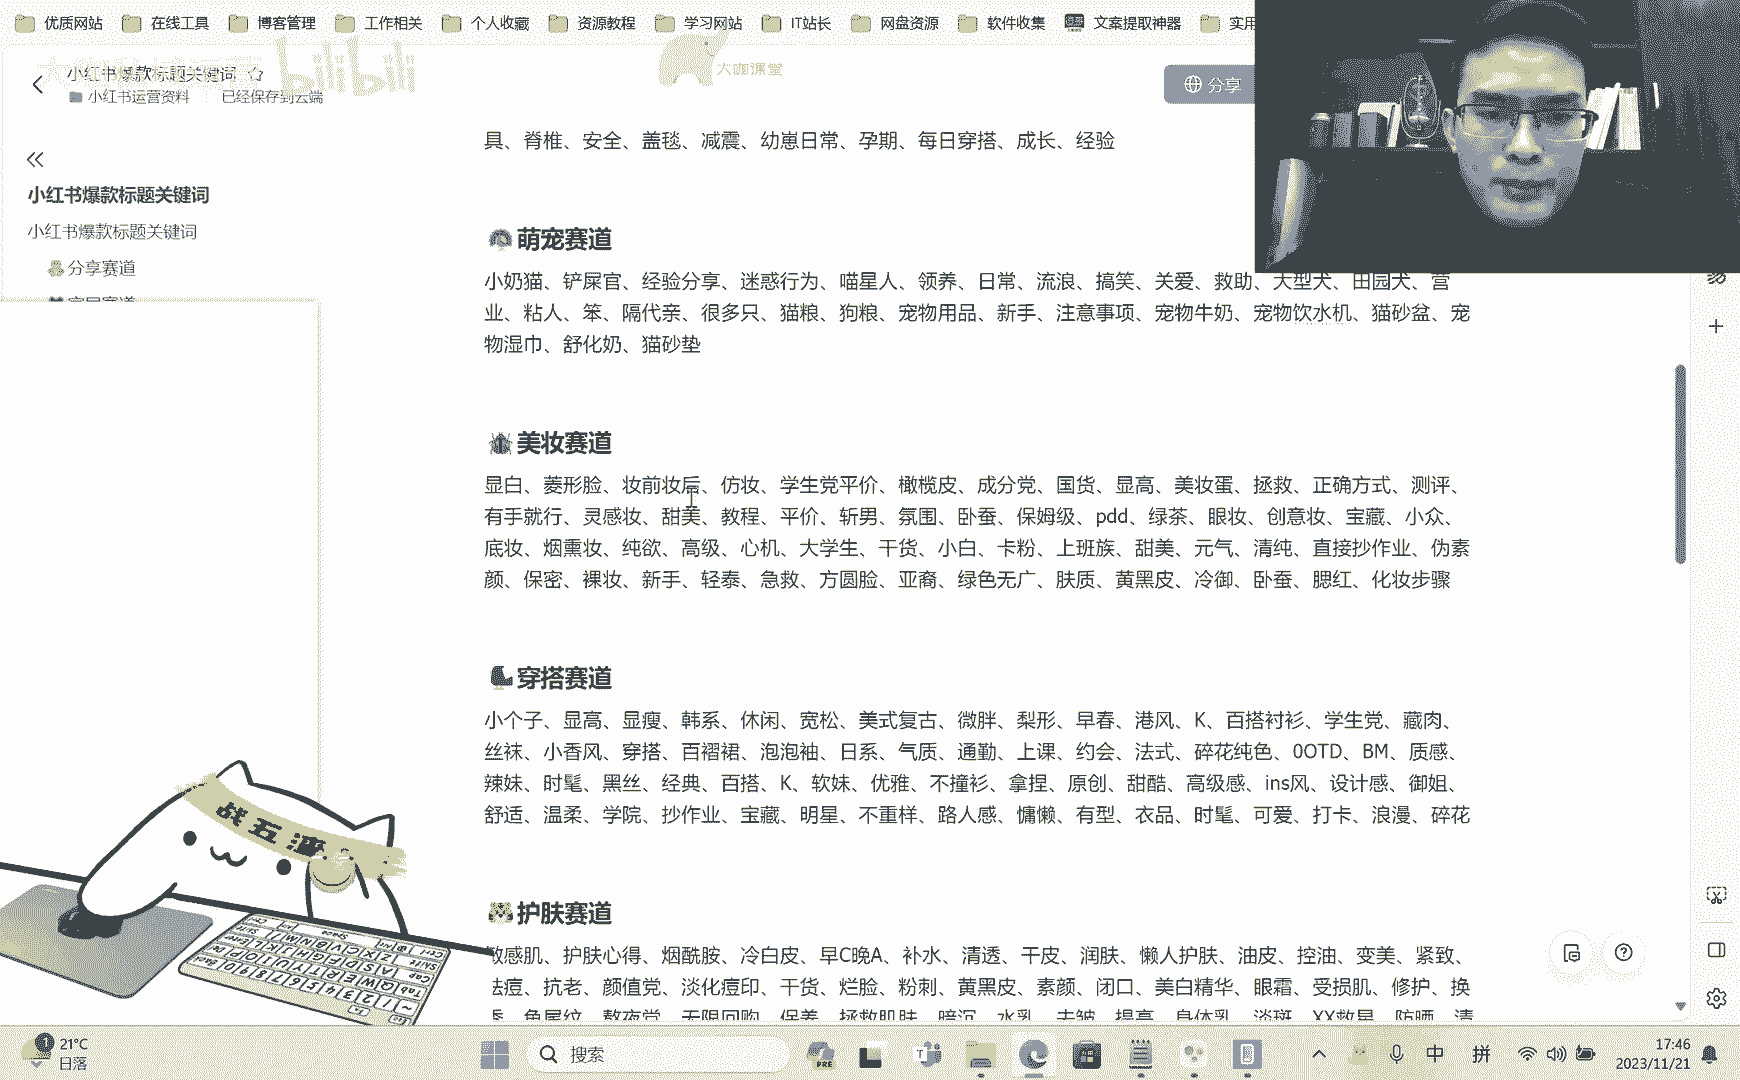 优质网站 在线工具 博客管理 工作相关 个人收藏 资源教程 学习网站 IT站长 网盘资源 软件收集 文案提取神器 实用
小红书爆款标题关键词
bilibili
大咖课堂
小红书运营资料 已经保存到云端
分享
小红书爆款标题关键词
小红书爆款标题关键词
分享赛道
具、脊椎、安全、盖毯、减震、幼崽日常、孕期、每日穿搭、成长、经验
萌宠赛道
小奶猫、铲屎官、经验分享、迷惑行为、喵星人、领养、日常、流浪、搞笑、关爱、救助、大型犬、田园犬、营
业、粘人、笨、隔代亲、很多只、猫粮、狗粮、宠物用品、新手、注意事项、宠物牛奶、宠物饮水机、猫砂盆、宠
物湿巾、舒化奶、猫砂垫
美妆赛道
显白、菱形脸、妆前妆后、仿妆、学生党平价、橄榄皮、成分党、国货、显高、美妆蛋、拯救、正确方式、测评、
有手就行、灵感妆、甜美、教程、平价、斩男、氛围、卧蚕、保姆级、pdd、绿茶、眼妆、创意妆、宝藏、小众、
底妆、烟熏妆、纯欲、高级、心机、大学生、干货、小白、卡粉、上班族、甜美、元气、清纯、直接抄作业、伪素
颜、保密、裸妆、新手、轻泰、急救、方圆脸、亚裔、绿色无广、肤质、黄黑皮、冷御、卧蚕、腮红、化妆步骤
穿搭赛道
小个子、显高、显瘦、韩系、休闲、宽松、美式复古、微胖、梨形、早春、港风、K、百搭衬衫、学生党、藏肉、
丝袜、小香风、穿搭、百褶裙、泡泡袖、日系、气质、通勤、上课、约会、法式、碎花纯色、0OTD、BM、质感、
辣妹、时髦、黑丝、经典、百搭、K、软妹、优雅、不撞衫、拿捏、原创、甜酷、高级感、ins风、设计感、御姐、
舒适、温柔、学院、抄作业、宝藏、明星、不重样、路人感、慵懒、有型、衣品、时髦、可爱、打卡、浪漫、碎花
护肤赛道
敏感肌、护肤心得、烟酰胺、冷白皮、早C晚A、补水、清透、干皮、润肤、懒人护肤、油皮、控油、变美、紧致、
祛痘、抗老、颜值党、淡化痘印、干货、烂脸、粉刺、黄黑皮、素颜、闭口、美白精华、眼霜、受损肌、修护、换
战五渣
21°C
日落
搜索
中 拼
17:46
2023/11/21